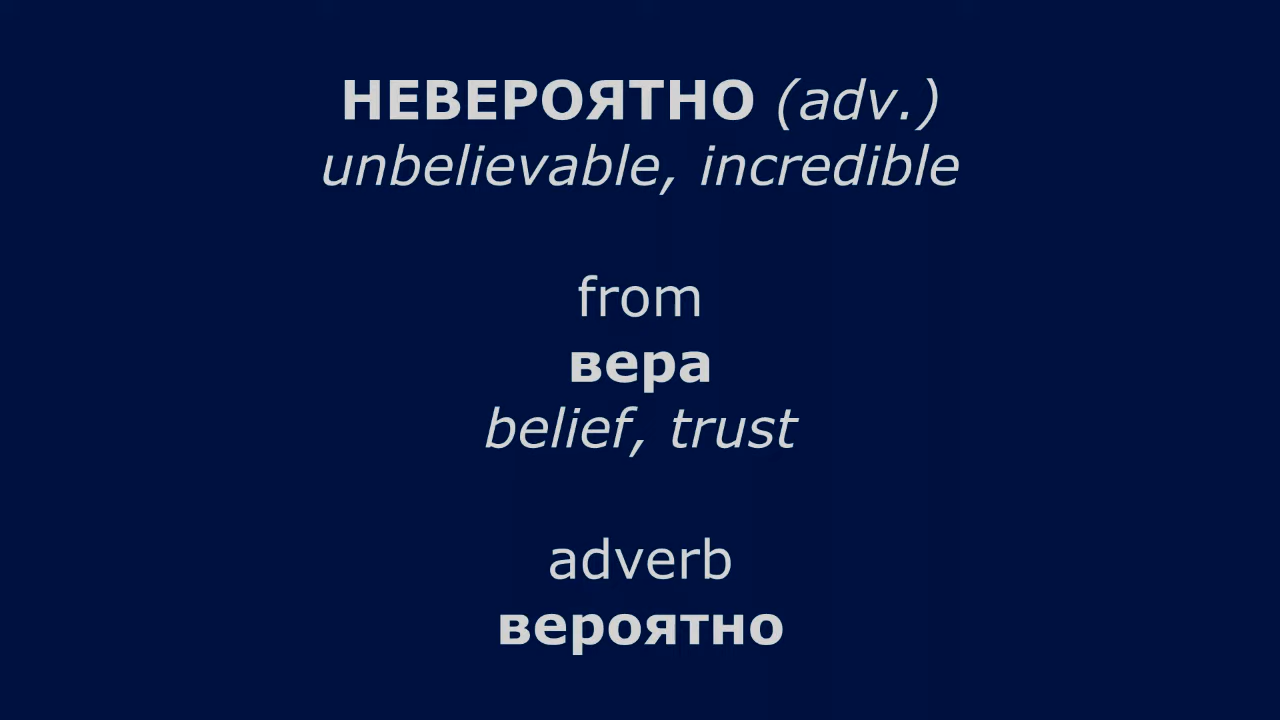 НЕВЕРОЯТНО (adv.)
unbelievable, incredible
from
вера
belief, trust
adverb
вероятно